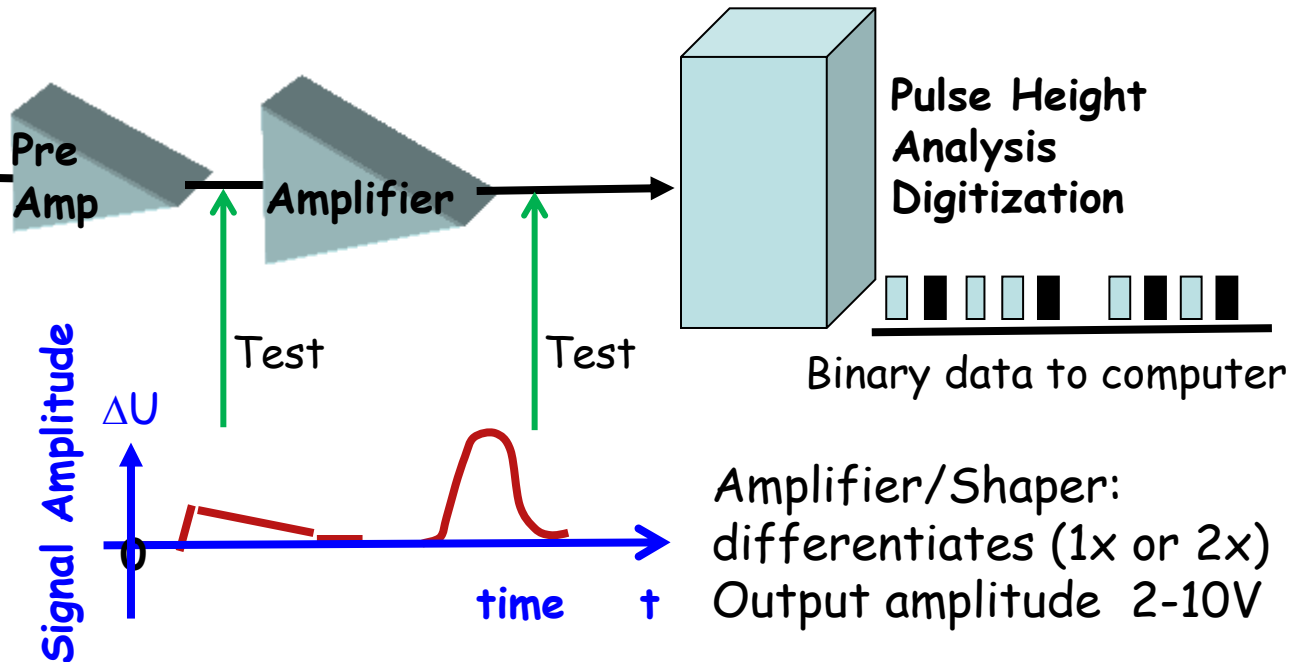 Pre
Amp
Amplifier
Pulse Height
Analysis
Digitization
Test
Test
Binary data to computer
Signal Amplitude
ΔU
0
time t
Amplifier/Shaper:
differentiates (1x or 2x)
Output amplitude 2-10V